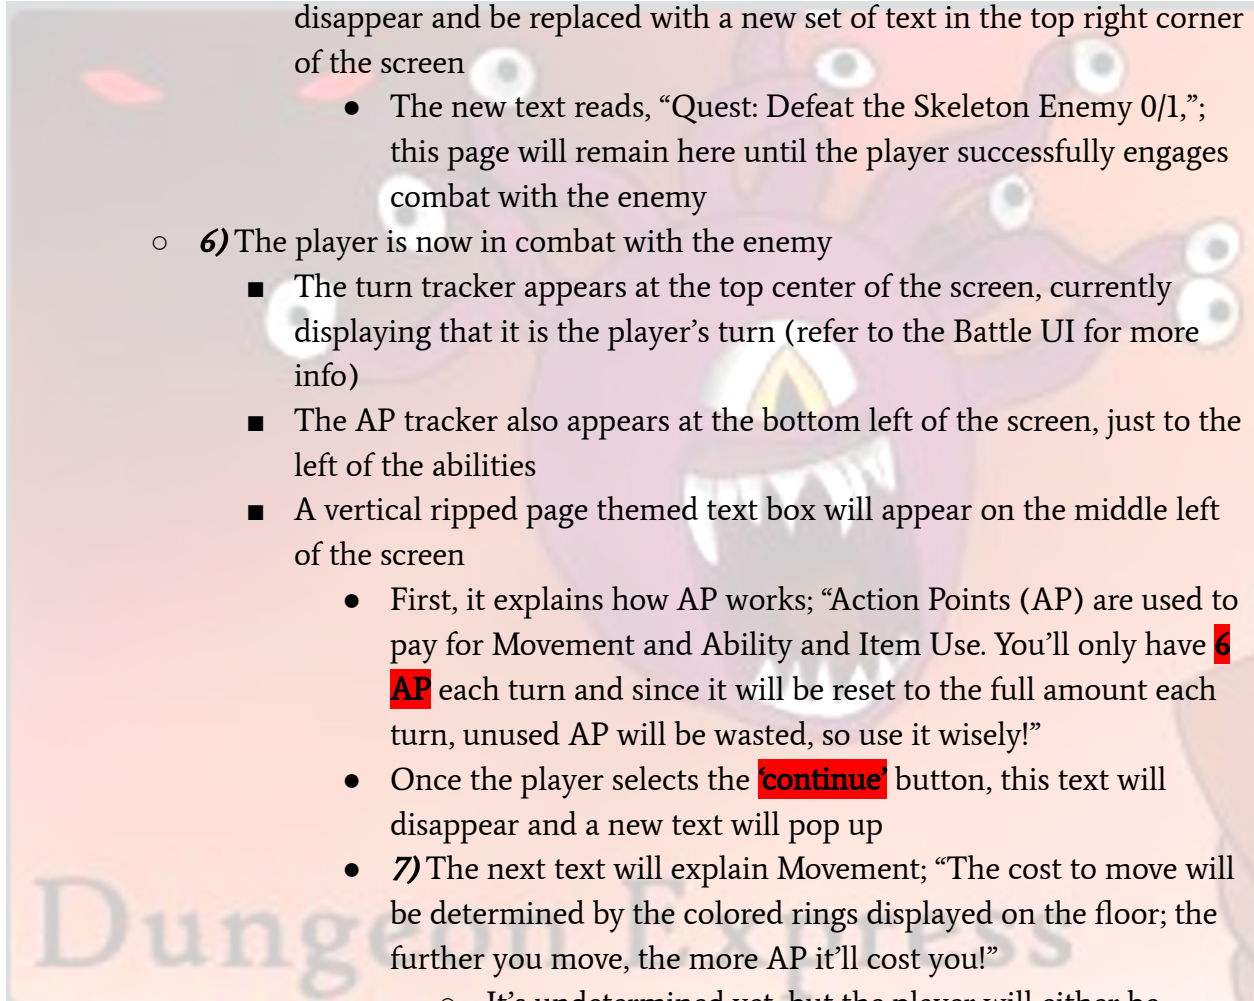 disappear and be replaced with a new set of text in the top right corner
of the screen
● The new text reads, “Quest: Defeat the Skeleton Enemy 0/1,”;
this page will remain here until the player successfully engages
combat with the enemy
○ 6) The player is now in combat with the enemy
■ The turn tracker appears at the top center of the screen, currently
displaying that it is the player’s turn (refer to the Battle UI for more
info)
■ The AP tracker also appears at the bottom left of the screen, just to the
left of the abilities
■ A vertical ripped page themed text box will appear on the middle left
of the screen
● First, it explains how AP works; “Action Points (AP) are used to
pay for Movement and Ability and Item Use. You’ll only have 6
AP each turn and since it will be reset to the full amount each
turn, unused AP will be wasted, so use it wisely!”
● Once the player selects the ‘continue’ button, this text will
disappear and a new text will pop up
● 7) The next text will explain Movement; “The cost to move will
be determined by the colored rings displayed on the floor; the
further you move, the more AP it’ll cost you!”
○ It’s undetermined yet, but the player will either be
Dungeon Express